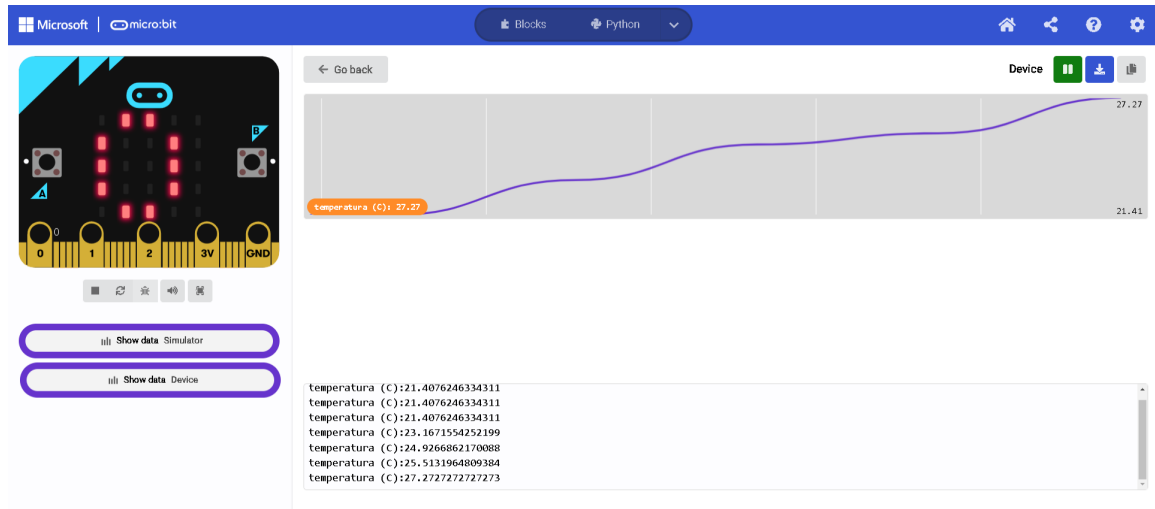 Microsoft micro:bit Blocks Python
Go back Device
B
A
0
0 1 2 3V GND
27.27
temperatura (C): 27.27
21.41
Show data Simulator
Show data Device
temperatura (C):21.4076246334311
temperatura (C):21.4076246334311
temperatura (C):21.4076246334311
temperatura (C):23.1671554252199
temperatura (C):24.9266862170088
temperatura (C):25.5131964809384
temperatura (C):27.2727272727273